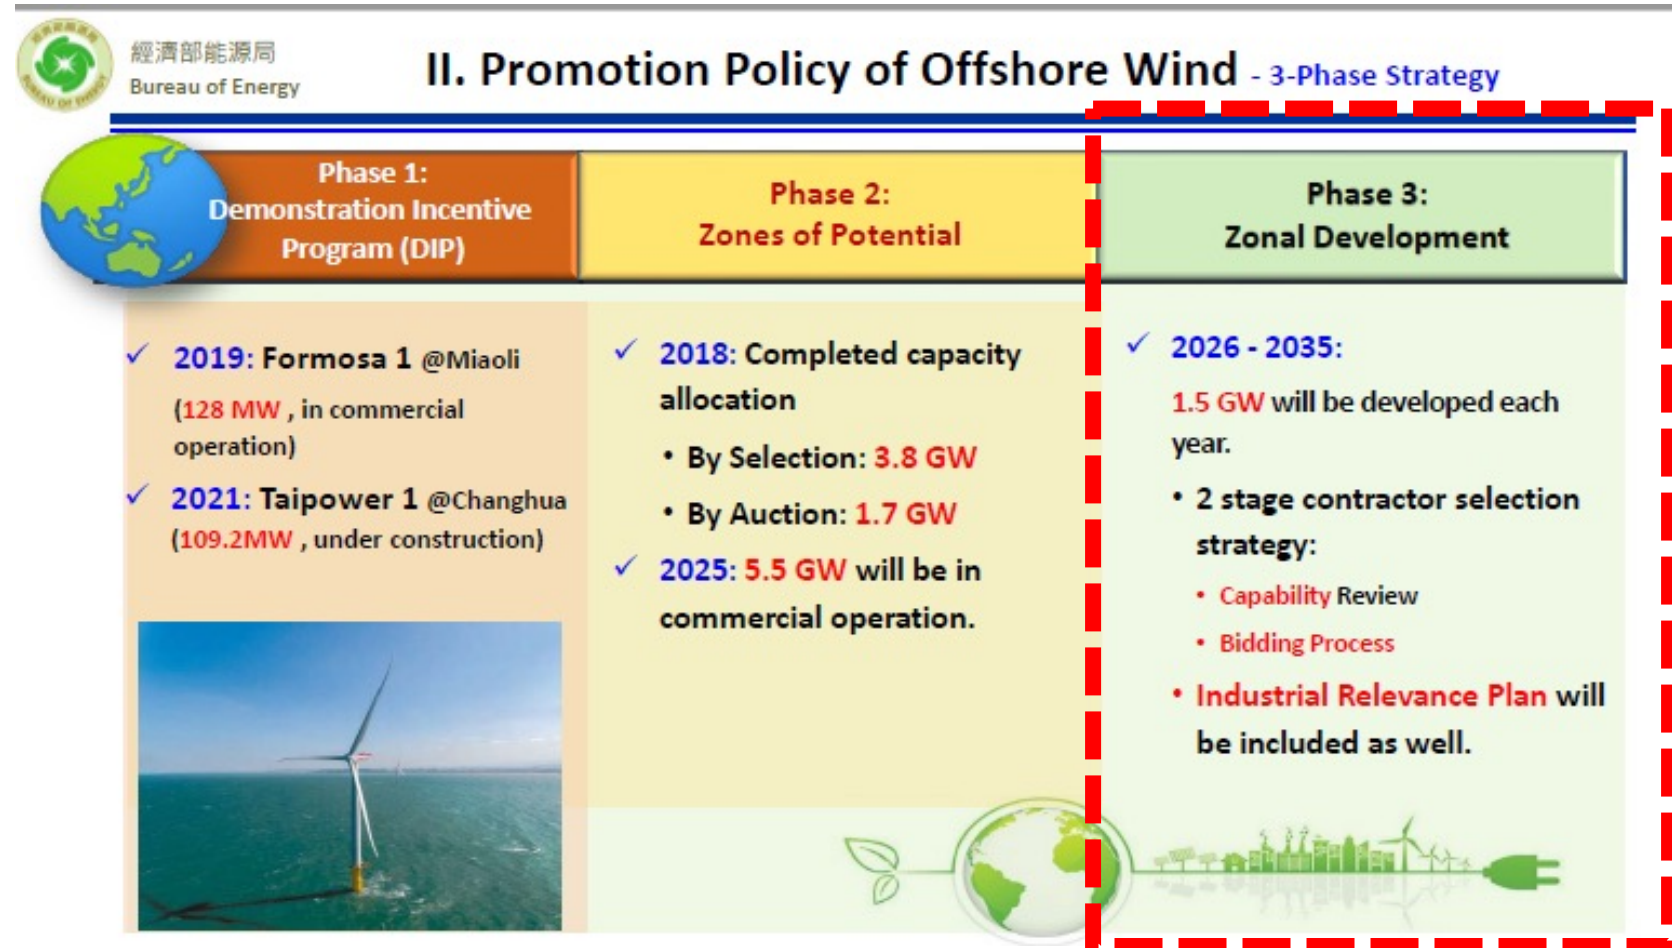 經濟部能源局
Bureau of Energy
II. Promotion Policy of Offshore Wind - 3-Phase Strategy
Phase 1:
Demonstration Incentive
Program (DIP)
Phase 2:
Zones of Potential
Phase 3:
Zonal Development
✓ 2019: Formosa 1 @Miaoli
(128 MW , in commercial
operation)
✓ 2021: Taipower 1 @Changhua
(109.2MW , under construction)
✓ 2018: Completed capacity
allocation
• By Selection: 3.8 GW
• By Auction: 1.7 GW
✓ 2025: 5.5 GW will be in
commercial operation.
✓ 2026 - 2035:
1.5 GW will be developed each
year.
• 2 stage contractor selection
strategy:
• Capability Review
• Bidding Process
• Industrial Relevance Plan will
be included as well.